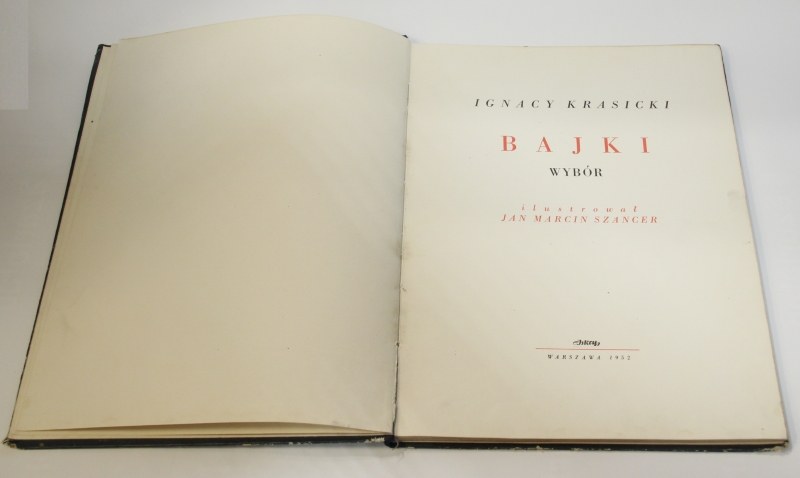 IGNACY KRASICKI
BAJKI
WYBÓR
ilustrował
JAN MARCIN SZANCER
WARSZAWA 1952